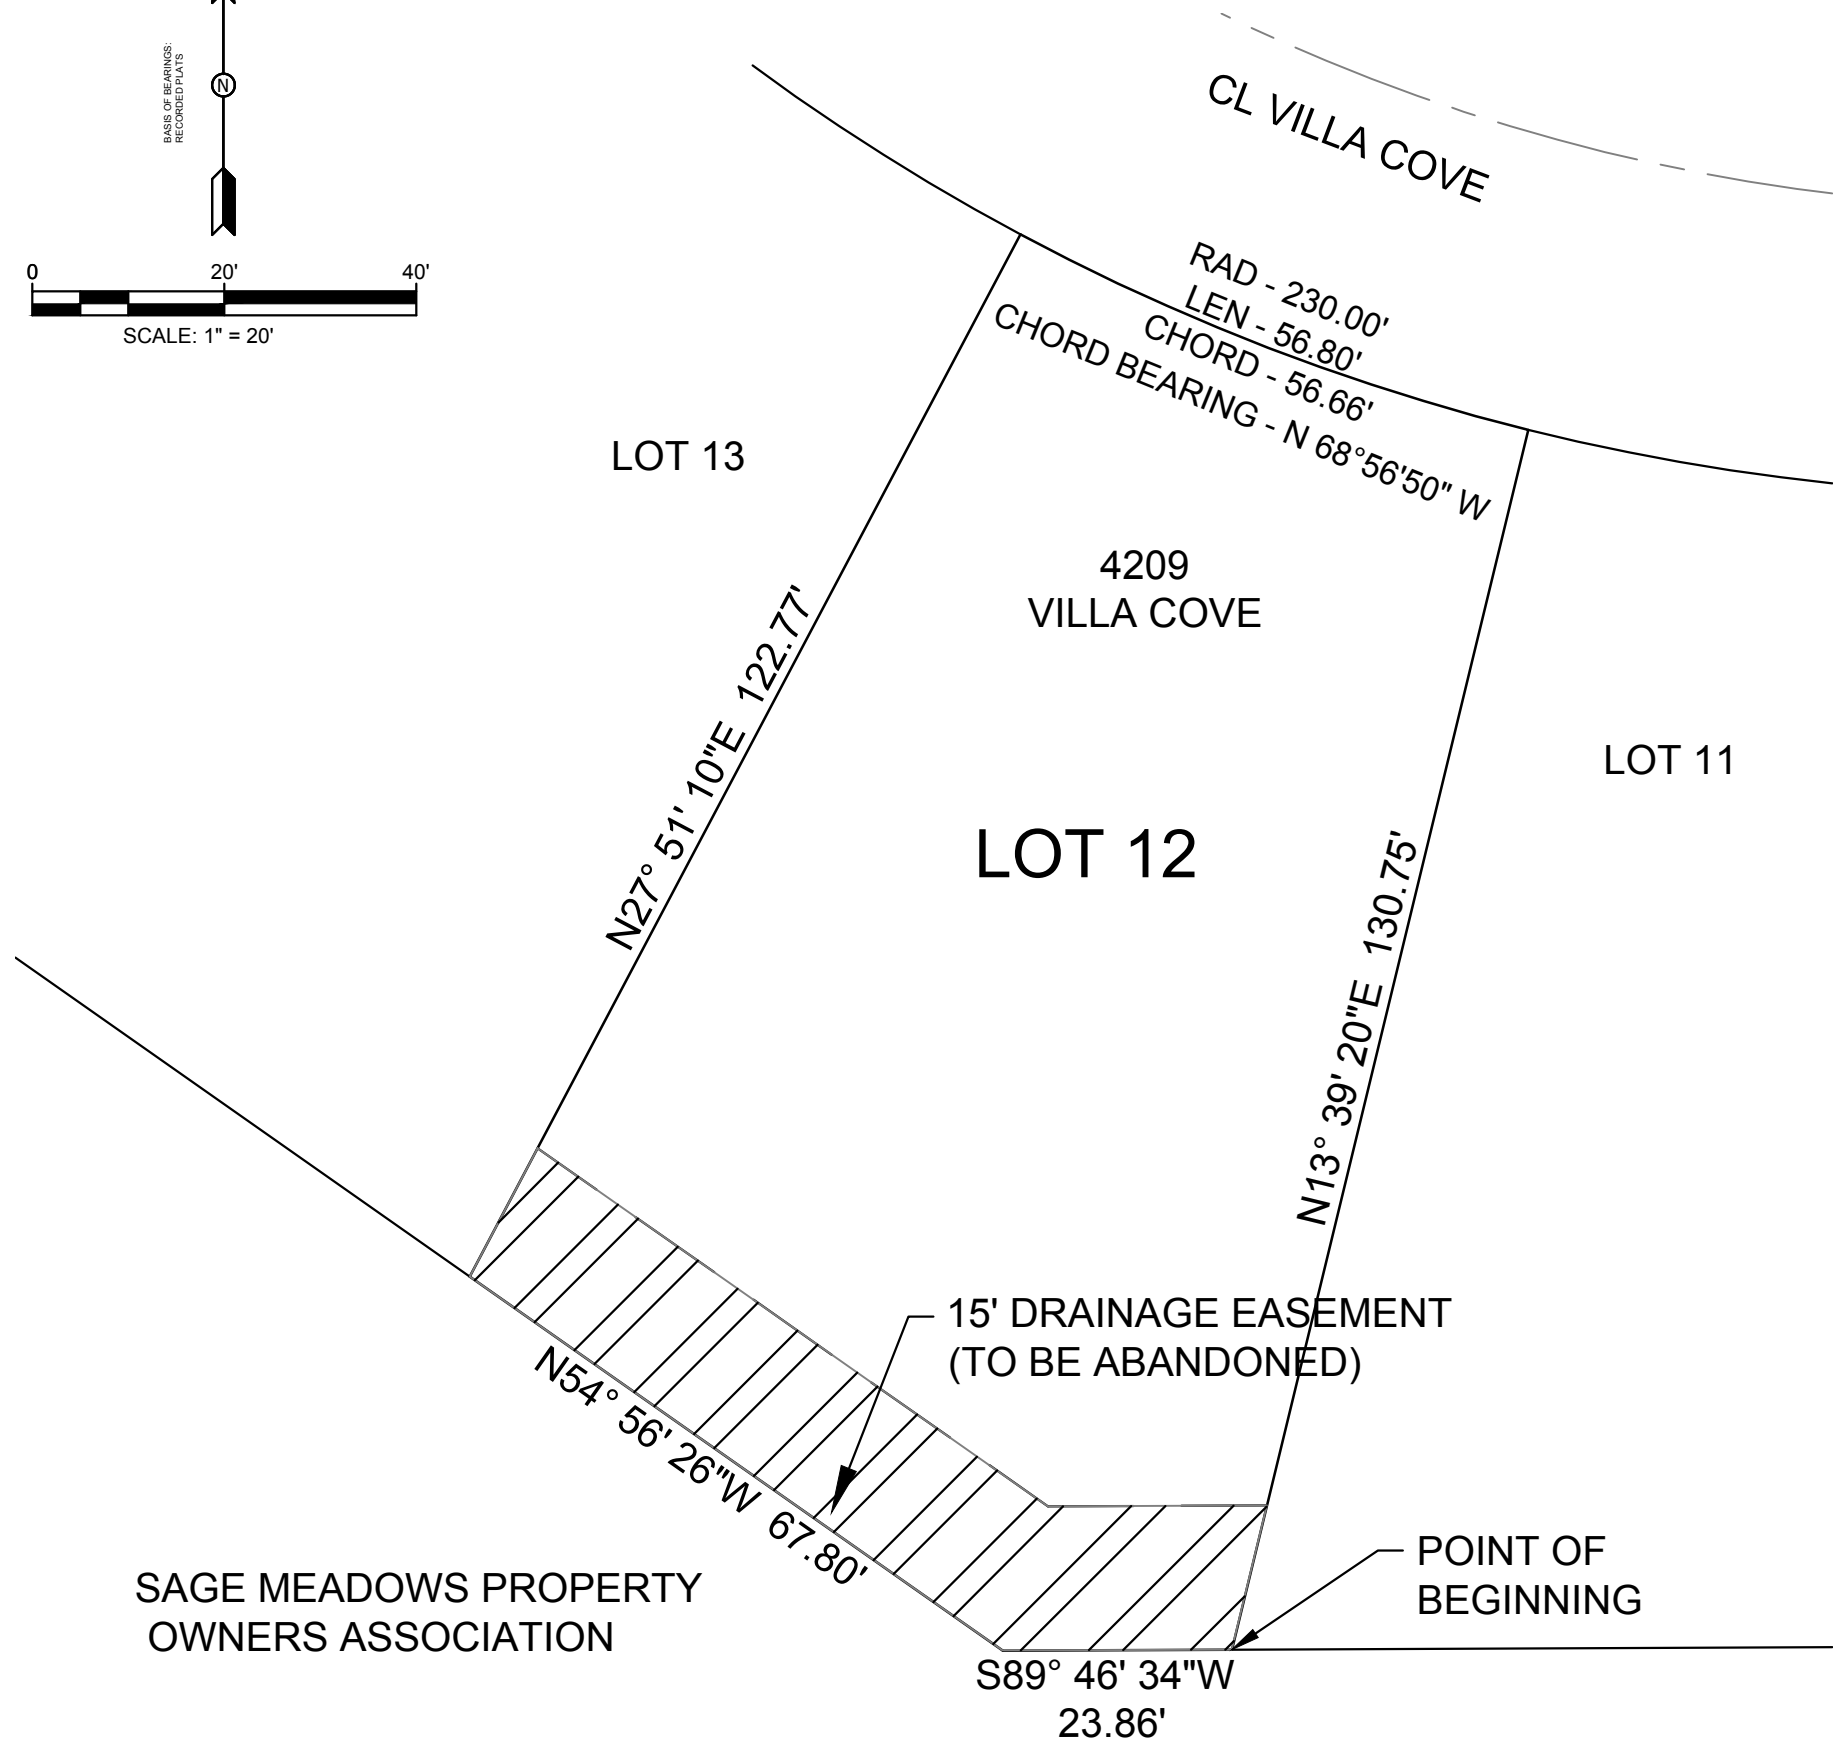 BASIS OF BEARINGS:
RECORDED PLATS
N
0 20' 40'
SCALE: 1" = 20'
CL VILLA COVE
RAD - 230.00'
LEN - 56.80'
CHORD - 56.66'
CHORD BEARING - N 68°56'50" W
LOT 13
4209
VILLA COVE
N27° 51' 10"E 122.77'
LOT 11
LOT 12
N13° 39' 20"E 130.75'
15' DRAINAGE EASEMENT
(TO BE ABANDONED)
N54° 56' 26"W 67.80'
POINT OF
BEGINNING
SAGE MEADOWS PROPERTY
OWNERS ASSOCIATION
S89° 46' 34"W
23.86'